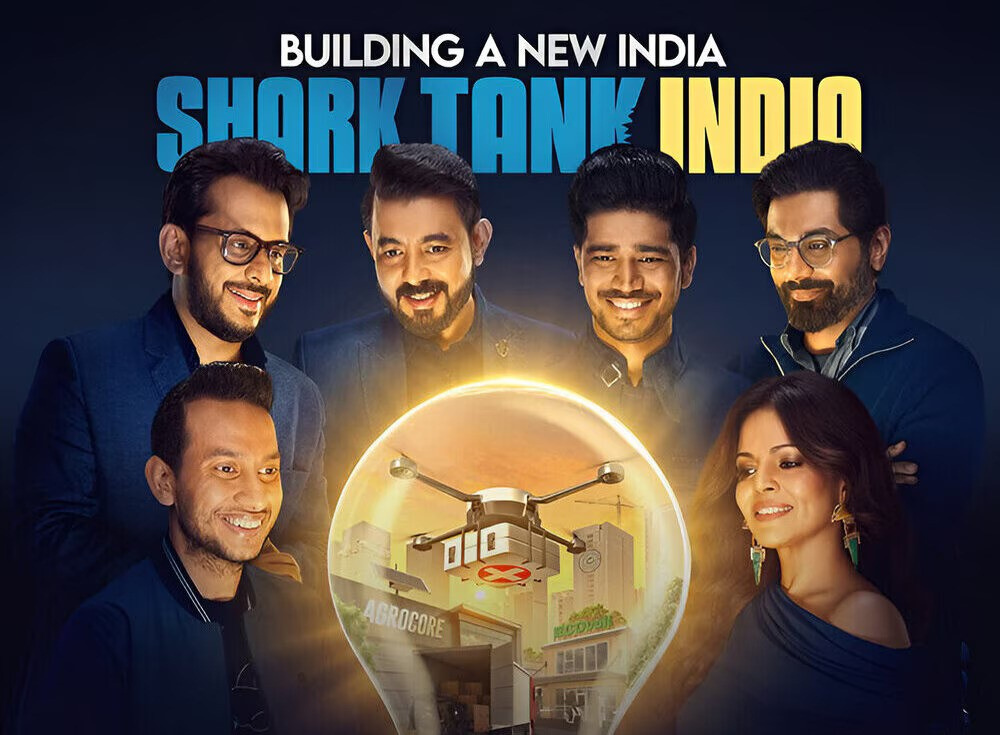 BUILDING A NEW INDIA
SHARK TANK INDIA
AGROCORE